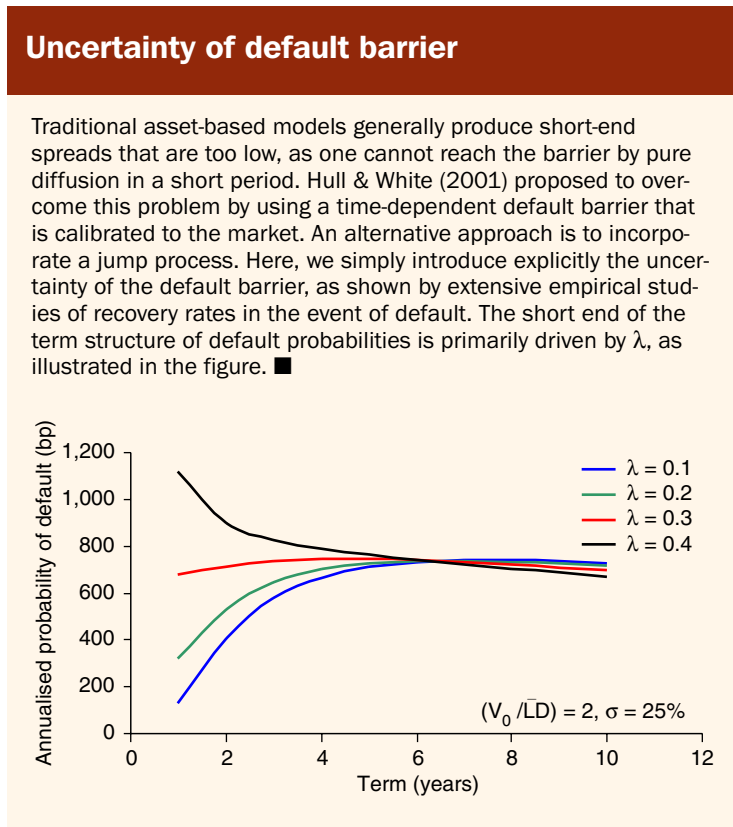 Uncertainty of default barrier
Traditional asset-based models generally produce short-end
spreads that are too low, as one cannot reach the barrier by pure
diffusion in a short period. Hull & White (2001) proposed to over-
come this problem by using a time-dependent default barrier that
is calibrated to the market. An alternative approach is to incorpo-
rate a jump process. Here, we simply introduce explicitly the uncer-
tainty of the default barrier, as shown by extensive empirical stud-
ies of recovery rates in the event of default. The short end of the
term structure of default probabilities is primarily driven by λ, as
illustrated in the figure. ■
Annualised probability of default (bp)
1,200
1,000
800
600
400
200
0
λ = 0.1
λ = 0.2
λ = 0.3
λ = 0.4
(V₀ /L̄D) = 2, σ = 25%
0 2 4 6 8 10 12
Term (years)